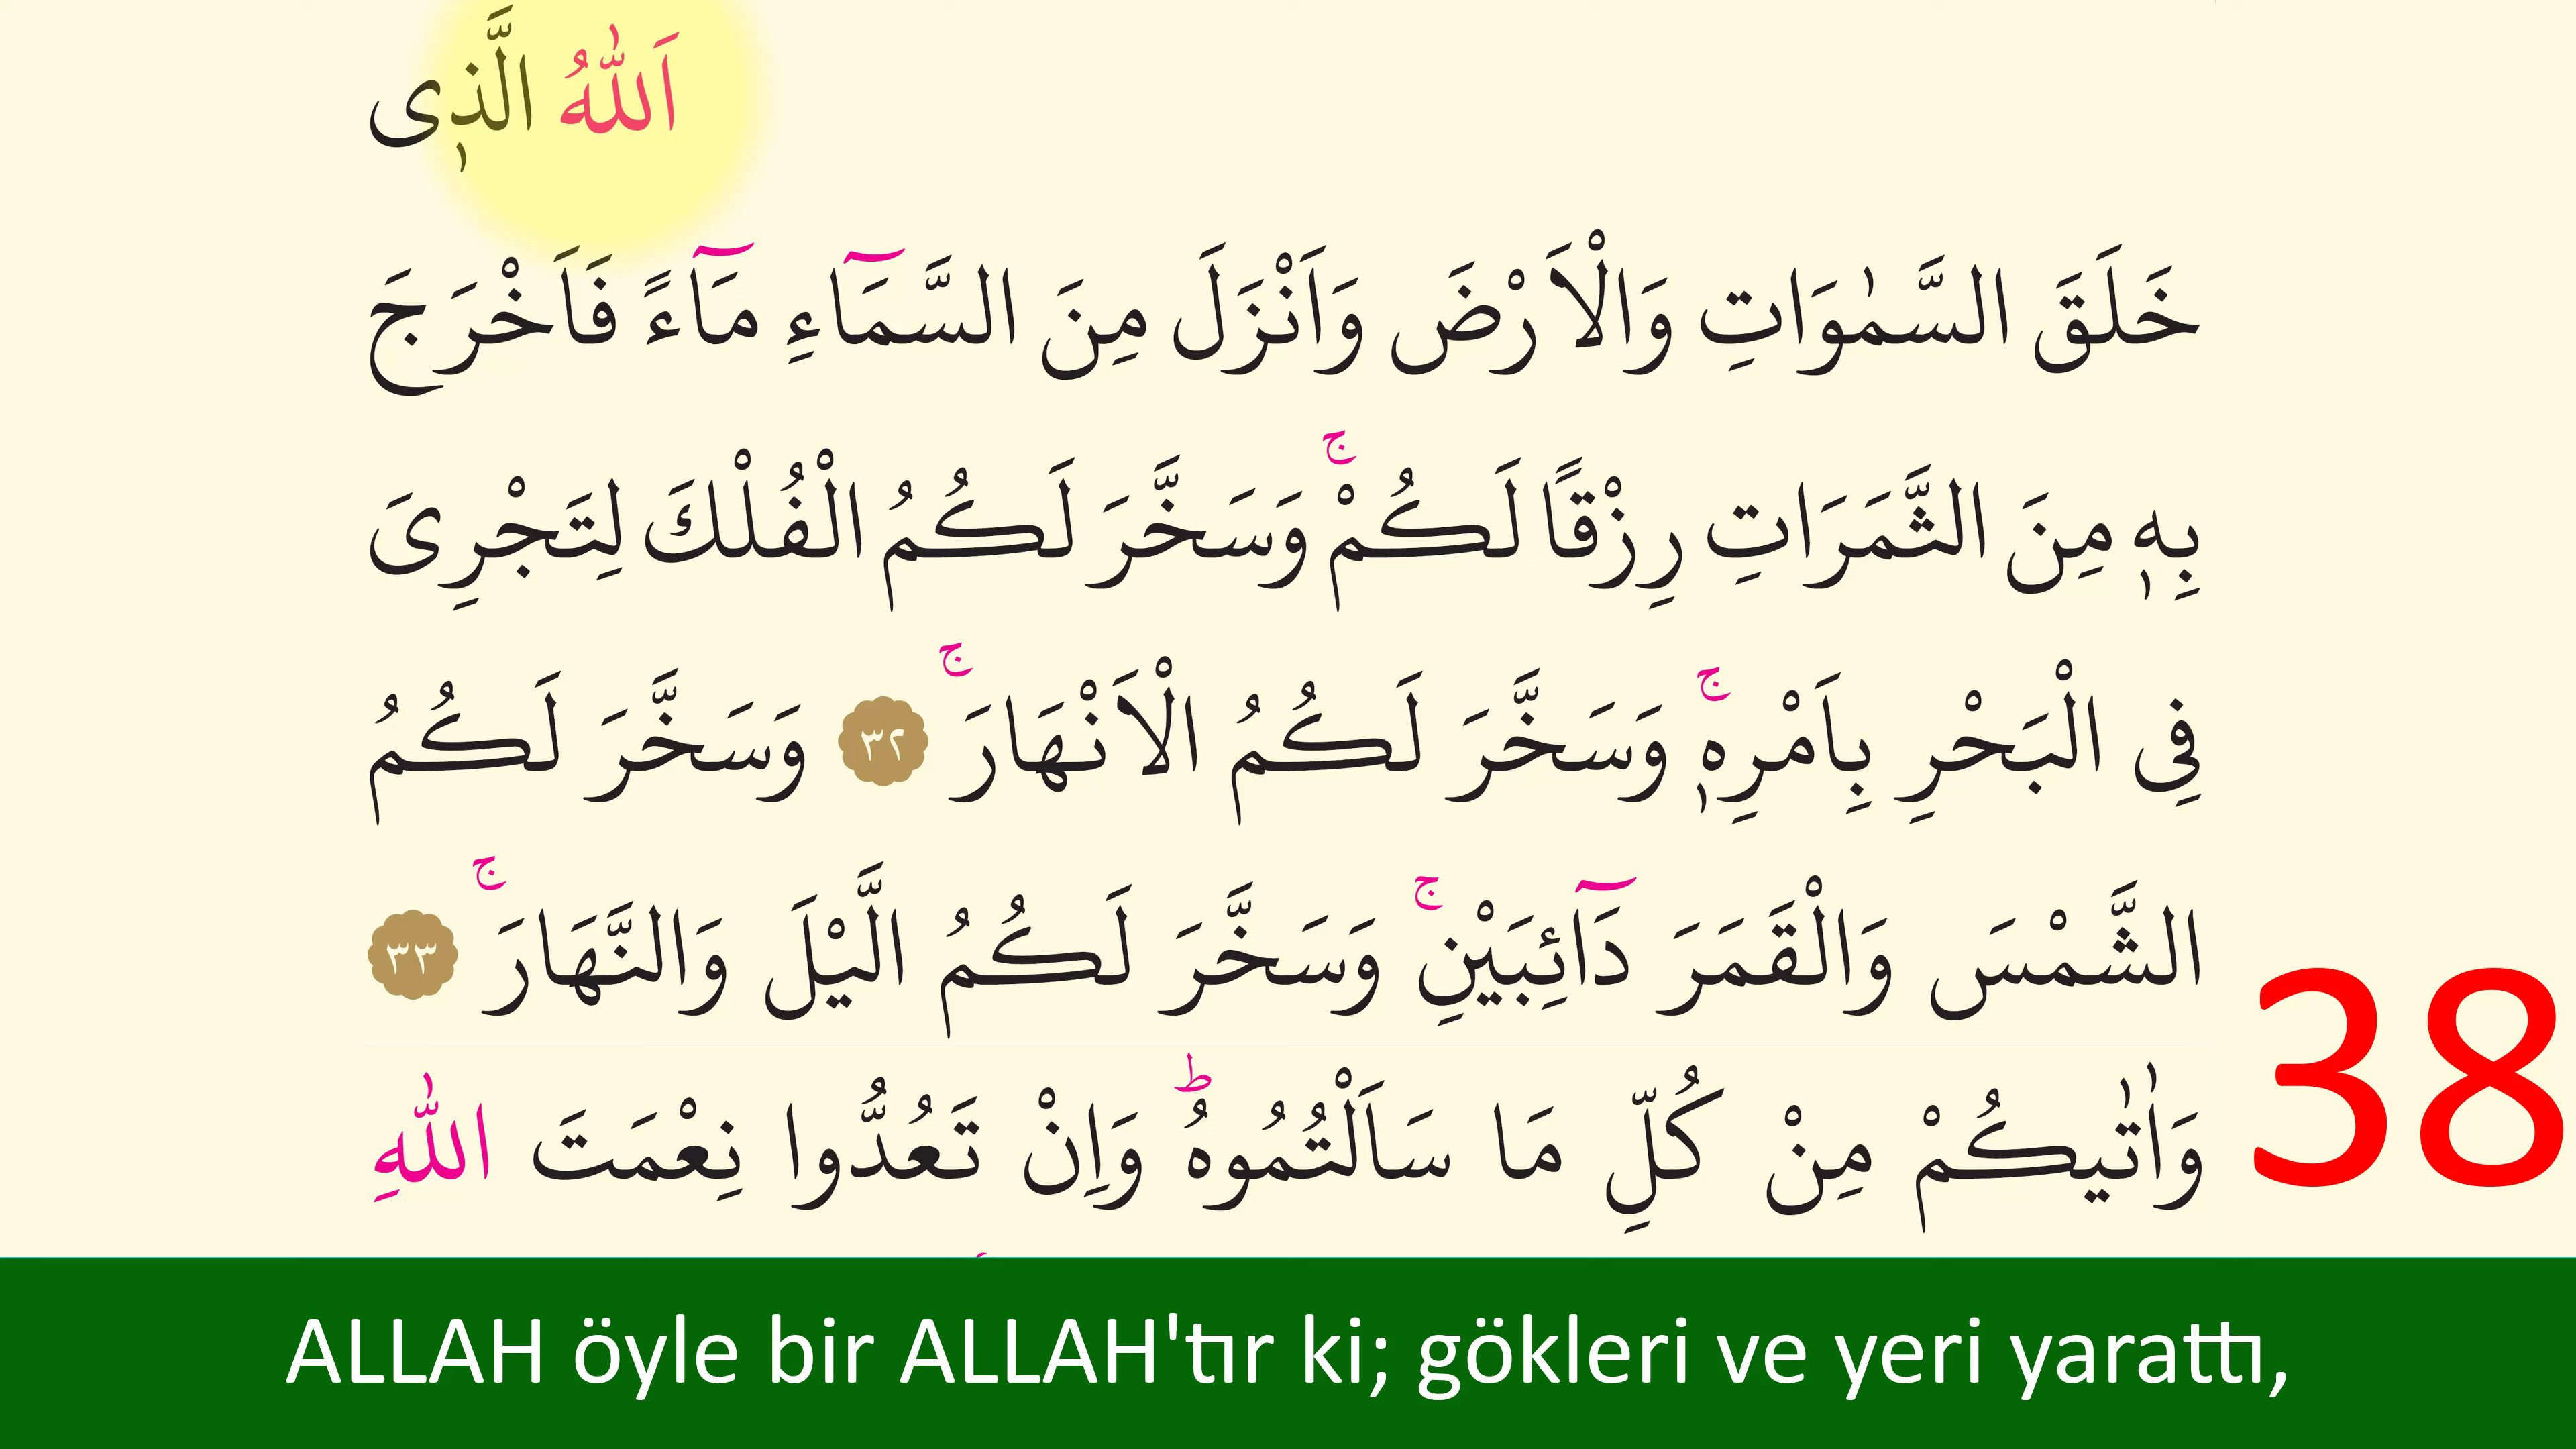 اَللّٰهُ الَّذٖى
خَلَقَ السَّمٰوَاتِ وَالْاَرْضَ وَاَنْزَلَ مِنَ السَّمَٓاءِ مَٓاءً فَاَخْرَجَ
بِهٖ مِنَ الثَّمَرَاتِ رِزْقًا لَكُمْۚ وَسَخَّرَ لَكُمُ الْفُلْكَ لِتَجْرِىَ
فِى الْبَحْرِ بِاَمْرِهٖۚ وَسَخَّرَ لَكُمُ الْاَنْهَارَۚ ٣٢ وَسَخَّرَ لَكُمُ
الشَّمْسَ وَالْقَمَرَ دَٓائِبَيْنِۚ وَسَخَّرَ لَكُمُ الَّيْلَ وَالنَّهَارَۚ ٣٣
38
وَاٰتٰيكُمْ مِنْ كُلِّ مَا سَاَلْتُمُوهُؕ وَاِنْ تَعُدُّوا نِعْمَتَ اللّٰهِ
ALLAH öyle bir ALLAH'tır ki; gökleri ve yeri yarattı,